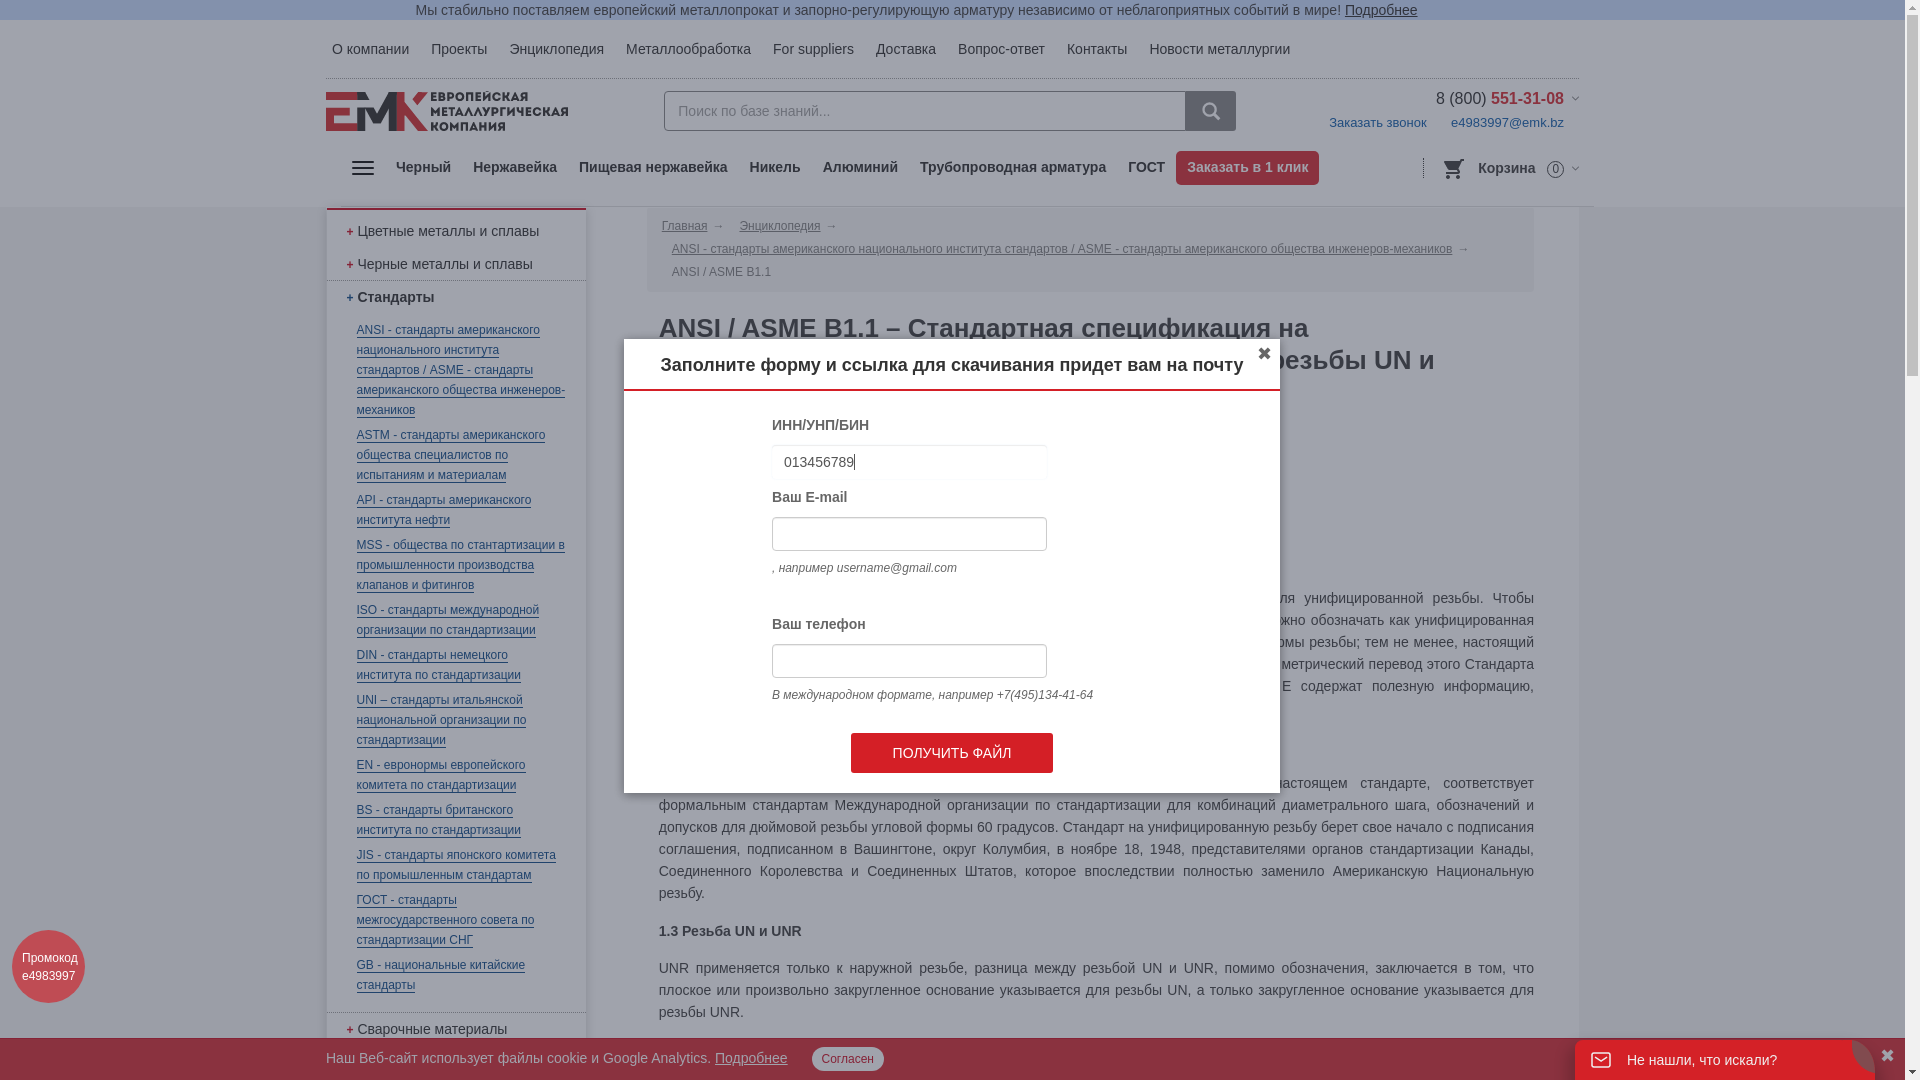 Мы стабильно поставляем европейский металлопрокат и запорно-регулирующую арматуру независимо от неблагоприятных событий в мире! Подробнее
О компании Проекты Энциклопедия Металлообработка For suppliers Доставка Вопрос-ответ Контакты Новости металлургии
ЕМК ЕВРОПЕЙСКАЯ
МЕТАЛЛУРГИЧЕСКАЯ
КОМПАНИЯ
Поиск по базе знаний...
8 (800) 551-31-08
Заказать звонок e4983997@emk.bz
Черный Нержавейка Пищевая нержавейка Никель Алюминий Трубопроводная арматура ГОСТ Заказать в 1 клик Корзина 0
+ Цветные металлы и сплавы
+ Черные металлы и сплавы
+ Стандарты
ANSI - стандарты американского
национального института
стандартов / ASME - стандарты
американского общества инженеров-
механиков
ASTM - стандарты американского
общества специалистов по
испытаниям и материалам
API - стандарты американского
института нефти
MSS - общества по стантартизации в
промышленности производства
клапанов и фитингов
ISO - стандарты международной
организации по стандартизации
DIN - стандарты немецкого
института по стандартизации
UNI – стандарты итальянской
национальной организации по
стандартизации
EN - евронормы европейского
комитета по стандартизации
BS - стандарты британского
института по стандартизации
JIS - стандарты японского комитета
по промышленным стандартам
ГОСТ - стандарты
межгосударственного совета по
стандартизации СНГ
GB - национальные китайские
стандарты
+ Сварочные материалы
Главная → Энциклопедия →
ANSI - стандарты американского национального института стандартов / ASME - стандарты американского общества инженеров-механиков →
ANSI / ASME B1.1
ANSI / ASME B1.1 – Стандартная спецификация на
резьбы UN и
Заполните форму и ссылка для скачивания придет вам на почту
✖
ИНН/УНП/БИН
013456789
Ваш E-mail
, например username@gmail.com
Ваш телефон
В международном формате, например +7(495)134-41-64
ПОЛУЧИТЬ ФАЙЛ
унифицированной резьбы. Чтобы
обозначать как унифицированная
резьбы; тем не менее, настоящий
метрический перевод этого Стандарта
E содержат полезную информацию,
настоящем стандарте, соответствует
формальным стандартам Международной организации по стандартизации для комбинаций диаметрального шага, обозначений и
допусков для дюймовой резьбы угловой формы 60 градусов. Стандарт на унифицированную резьбу берет свое начало с подписания
соглашения, подписанном в Вашингтоне, округ Колумбия, в ноябре 18, 1948, представителями органов стандартизации Канады,
Соединенного Королевства и Соединенных Штатов, которое впоследствии полностью заменило Американскую Национальную
резьбу.
1.3 Резьба UN и UNR
UNR применяется только к наружной резьбе, разница между резьбой UN и UNR, помимо обозначения, заключается в том, что
плоское или произвольно закругленное основание указывается для резьбы UN, а только закругленное основание указывается для
резьбы UNR.
Промокод
e4983997
Наш Веб-сайт использует файлы cookie и Google Analytics. Подробнее Согласен
Не нашли, что искали? ✖